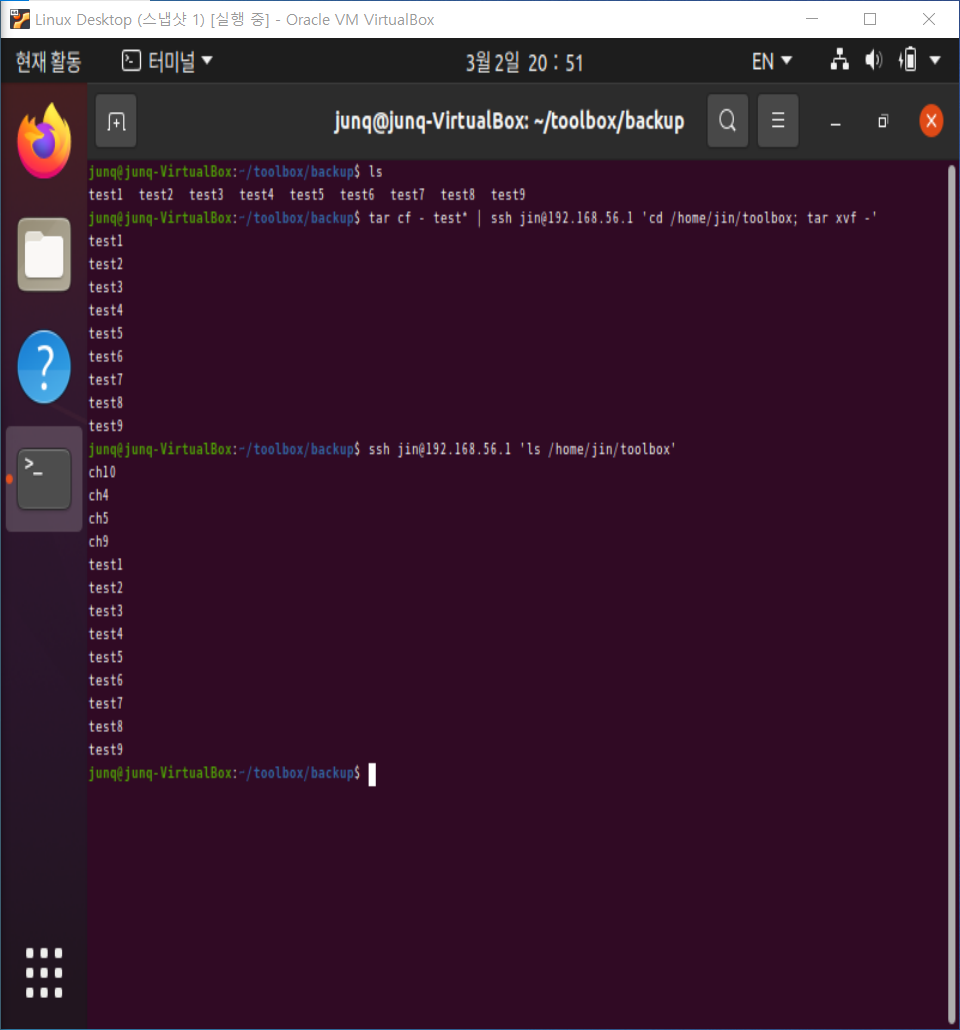 Linux Desktop (스냅샷 1) [실행 중] - Oracle VM VirtualBox
현재 활동 터미널 3월 2일 20 : 51 EN
junq@junq-VirtualBox: ~/toolbox/backup
junq@junq-VirtualBox:~/toolbox/backup$ ls
test1 test2 test3 test4 test5 test6 test7 test8 test9
junq@junq-VirtualBox:~/toolbox/backup$ tar cf - test* | ssh jin@192.168.56.1 'cd /home/jin/toolbox; tar xvf -'
test1
test2
test3
test4
test5
test6
test7
test8
test9
junq@junq-VirtualBox:~/toolbox/backup$ ssh jin@192.168.56.1 'ls /home/jin/toolbox'
ch10
ch4
ch5
ch9
test1
test2
test3
test4
test5
test6
test7
test8
test9
junq@junq-VirtualBox:~/toolbox/backup$